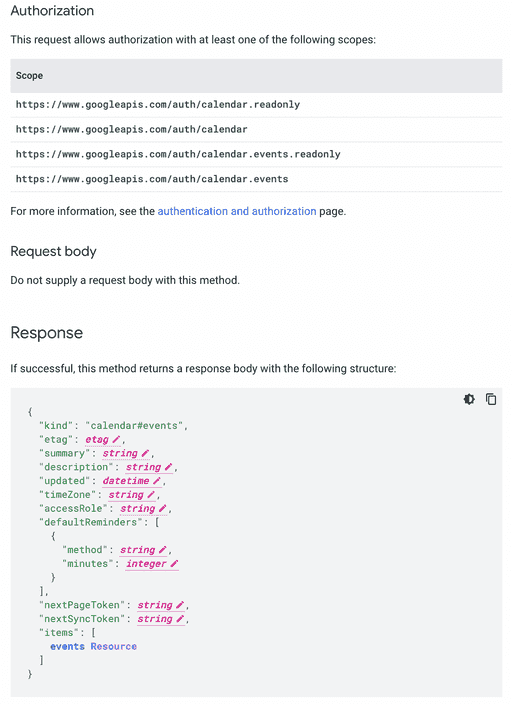 Authorization
This request allows authorization with at least one of the following scopes:
Scope
https://www.googleapis.com/auth/calendar.readonly
https://www.googleapis.com/auth/calendar
https://www.googleapis.com/auth/calendar.events.readonly
https://www.googleapis.com/auth/calendar.events
For more information, see the authentication and authorization page.
Request body
Do not supply a request body with this method.
Response
If successful, this method returns a response body with the following structure:
{
"kind": "calendar#events",
"etag": etag,
"summary": string,
"description": string,
"updated": datetime,
"timeZone": string,
"accessRole": string,
"defaultReminders": [
{
"method": string,
"minutes": integer
}
],
"nextPageToken": string,
"nextSyncToken": string,
"items": [
events Resource
]
}